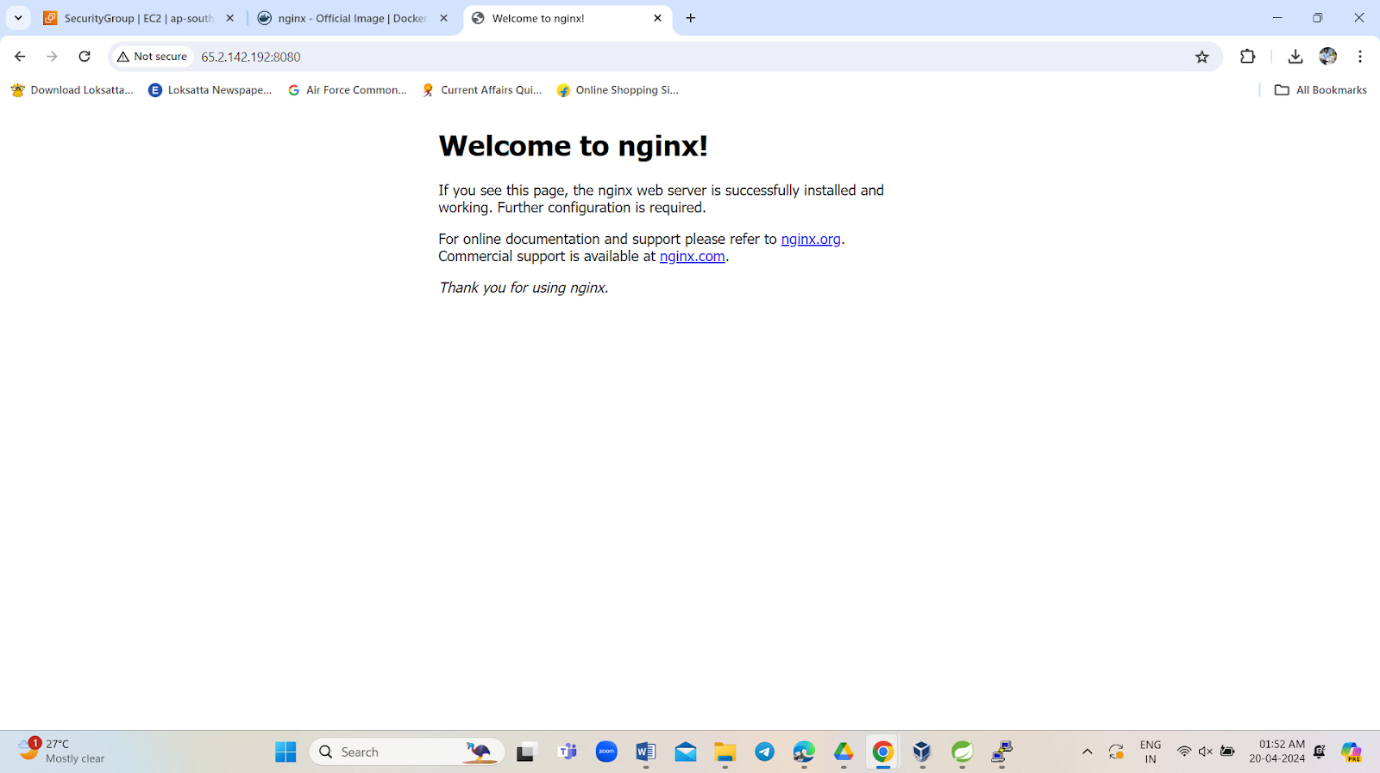 SecurityGroup | EC2 | ap-south
nginx - Official Image | Docker
Welcome to nginx!
Not secure
65.2.142.192:8080
Download Loksatta...
Loksatta Newspape...
Air Force Common...
Current Affairs Qui...
Online Shopping Si...
All Bookmarks
Welcome to nginx!
If you see this page, the nginx web server is successfully installed and
working. Further configuration is required.
For online documentation and support please refer to nginx.org.
Commercial support is available at nginx.com.
Thank you for using nginx.
1
27°C
Mostly clear
Search
zoom
ENG
IN
01:52 AM
20-04-2024
PRE